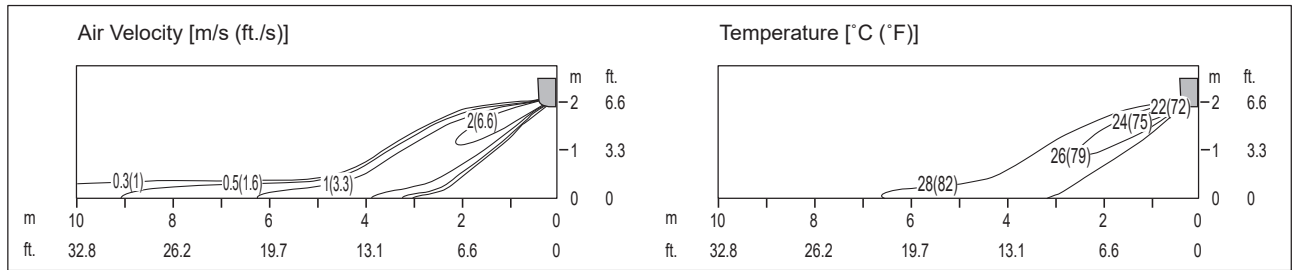 Air Velocity [m/s (ft./s)]
m ft.
2 6.6
1 3.3
0 0
2(6.6)
0.3(1)
0.5(1.6)
1(3.3)
m 10 8 6 4 2 0
ft. 32.8 26.2 19.7 13.1 6.6 0
Temperature [˚C (˚F)]
m ft.
2 6.6
1 3.3
0 0
22(72)
24(75)
26(79)
28(82)
m 10 8 6 4 2 0
ft. 32.8 26.2 19.7 13.1 6.6 0